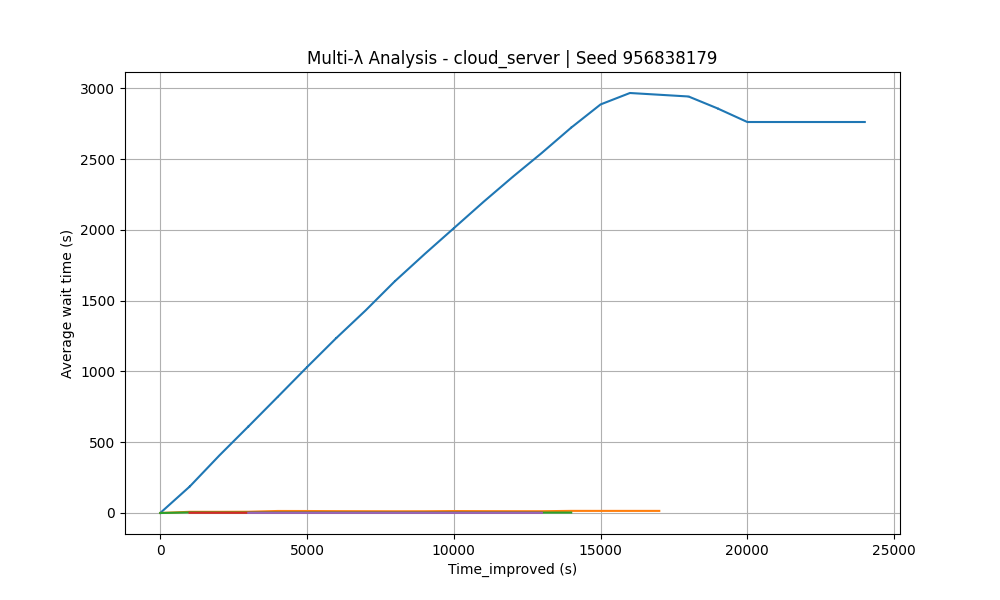 Multi-λ Analysis - cloud_server | Seed 956838179
3000
2500
2000
1500
1000
500
0
Average wait time (s)
0 5000 10000 15000 20000 25000
Time_improved (s)